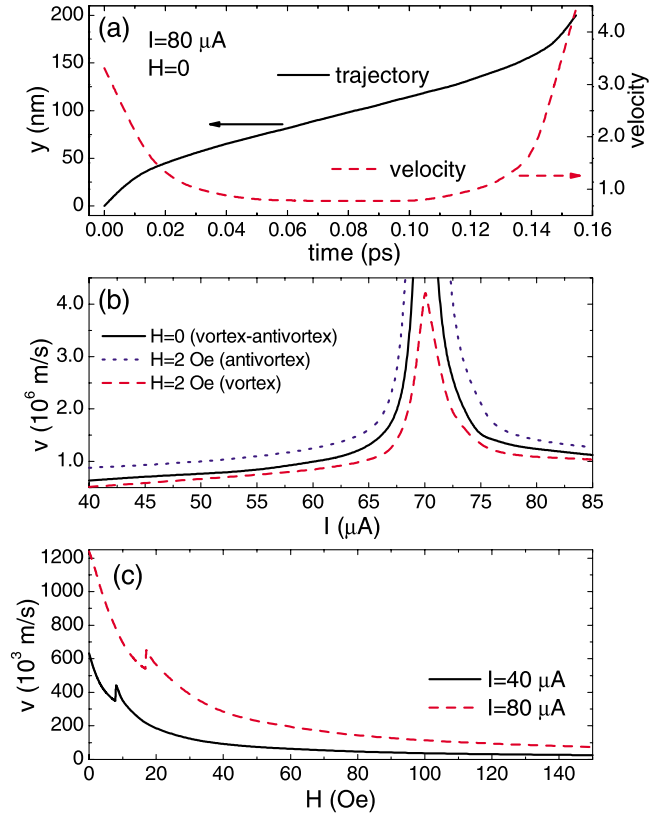 (a)
I=80 μA
H=0
trajectory
velocity
200
150
100
50
0
y (nm)
4.0
3.0
2.0
1.0
velocity
0.00 0.02 0.04 0.06 0.08 0.10 0.12 0.14 0.16
time (ps)
(b)
H=0 (vortex-antivortex)
H=2 Oe (antivortex)
H=2 Oe (vortex)
4.0
3.0
2.0
1.0
v (10⁶ m/s)
40 45 50 55 60 65 70 75 80 85
I (μA)
(c)
1200
1000
800
600
400
200
0
v (10³ m/s)
I=40 μA
I=80 μA
0 20 40 60 80 100 120 140
H (Oe)